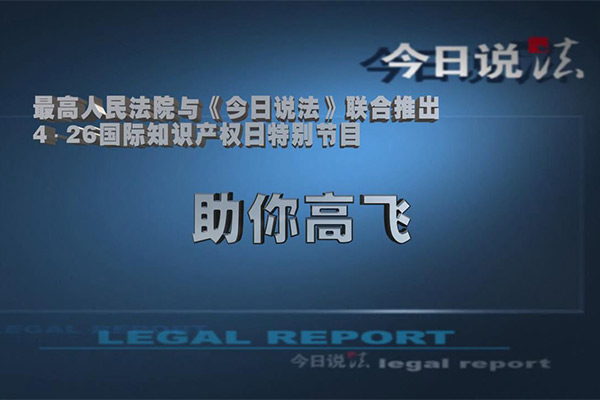 今日说法
最高人民法院与《今日说法》联合推出
4·26国际知识产权日特别节目
助你高飞
EGAL REPORT
LEGAL REPORT
今日说法 legal report